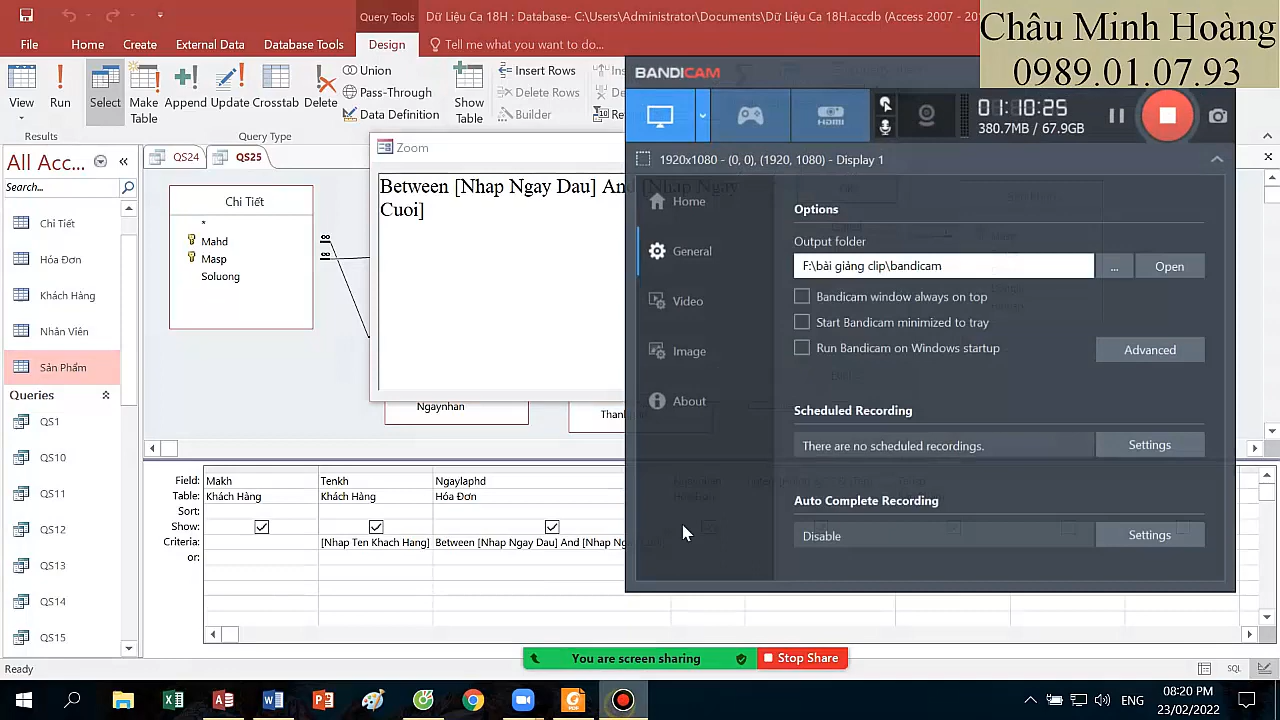 Query Tools
Dữ Liệu Ca 18H : Database- C:\Users\Administrator\Documents\Dữ Liệu Ca 18H.accdb (Access 2007 - 20
Châu Minh Hoàng
0989.01.07.93
File
Home
Create
External Data
Database Tools
Design
Tell me what you want to do...
View
Run
Select
Make Table
Append
Update
Crosstab
Delete
Union
Pass-Through
Data Definition
Show Table
Insert Rows
Delete Rows
Builder
Results
Query Type
BANDICAM
HDMI
01:10:25
380.7MB / 67.9GB
1920x1080 - (0, 0), (1920, 1080) - Display 1
All Acc...
Search...
QS24
QS25
Zoom
Between [Nhap Ngay Dau] And [Nhap Ngay
Cuoi]
Chi Tiết
*
Mahd
Masp
Soluong
Ngaynhan
Chi Tiết
Hóa Đơn
Khách Hàng
Nhân Viên
Sản Phẩm
Queries
QS1
QS10
QS11
QS12
QS13
QS14
QS15
Home
General
Video
Image
About
Options
Output folder
F:\bài giảng clip\bandicam
...
Open
Bandicam window always on top
Start Bandicam minimized to tray
Run Bandicam on Windows startup
Advanced
Scheduled Recording
There are no scheduled recordings.
Settings
Auto Complete Recording
Disable
Settings
Field:
Makh
Tenkh
Ngaylaphd
Table:
Khách Hàng
Khách Hàng
Hóa Đơn
Sort:
Show:
Criteria:
[Nhap Ten Khach Hang]
Between [Nhap Ngay Dau] And [Nhap
or:
You are screen sharing
Stop Share
Ready
SQL
ENG
08:20 PM
23/02/2022